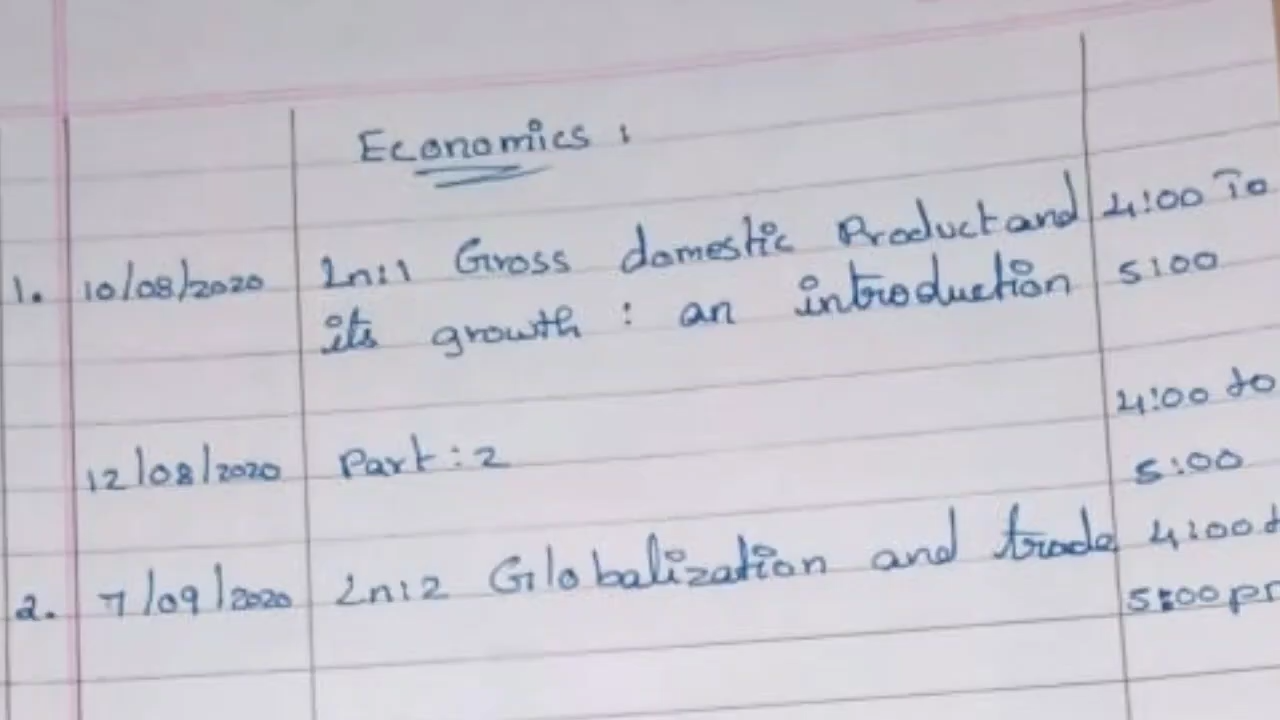 Economics :
4:00 To
1. 10/08/2020 Ln:1 Gross domestic Product and
5:00
its growth : an introduction
4:00 to
12/08/2020 Part : 2
5:00
2. 7/09/2020 Ln:2 Globalization and trade 4:00
5:00 p